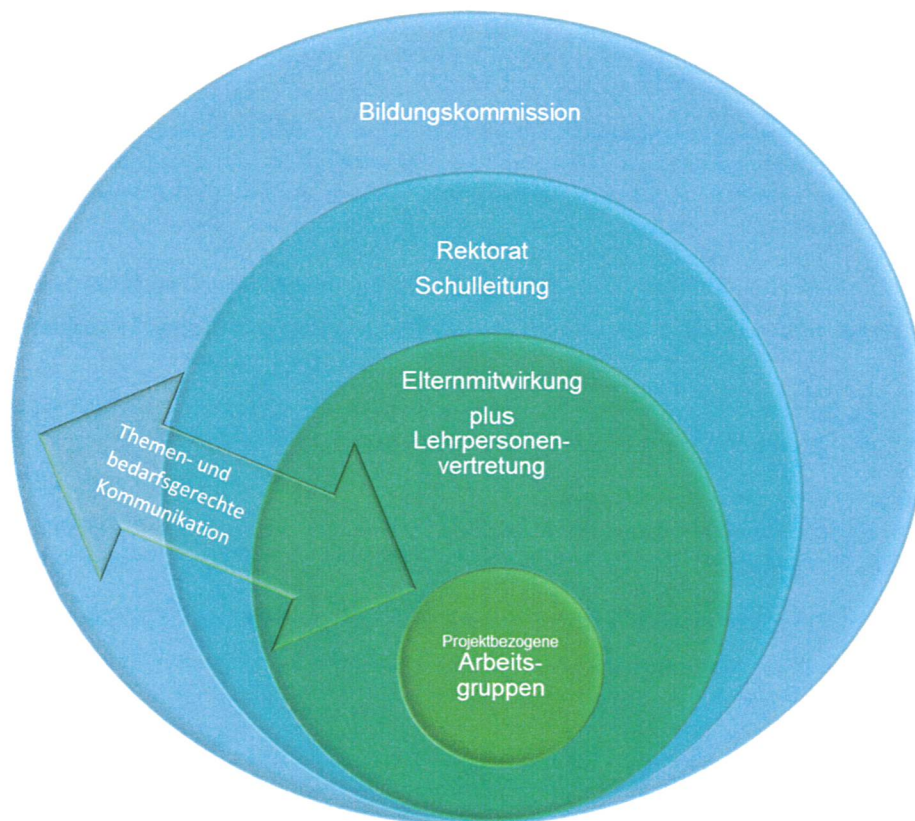 Bildungskommission
Rektorat
Schulleitung
Elternmitwirkung
plus
Lehrpersonen-
vertretung
Themen- und
bedarfsgerechte
Kommunikation
Projektbezogene
Arbeits-
gruppen